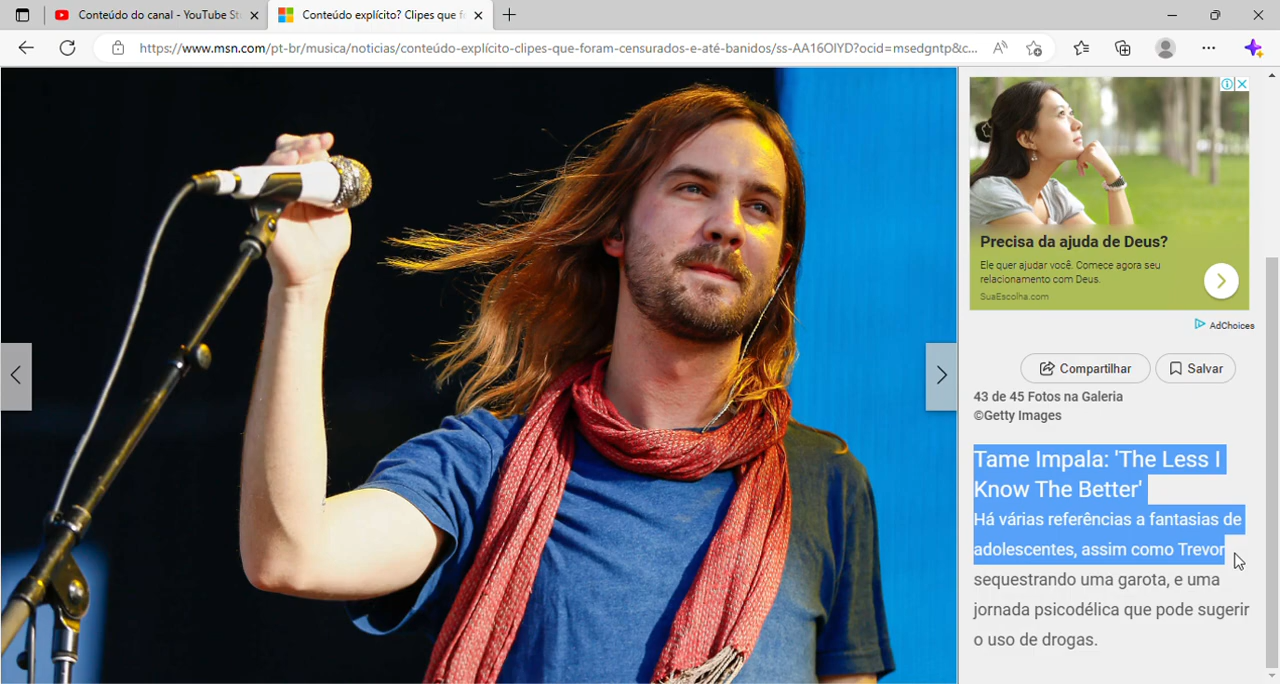 Conteúdo do canal - YouTube St
Conteúdo explícito? Clipes que f
https://www.msn.com/pt-br/musica/noticias/conteúdo-explícito-clipes-que-foram-censurados-e-até-banidos/ss-AA16OIYD?ocid=msedgntp&c...
Precisa da ajuda de Deus?
Ele quer ajudar você. Comece agora seu
relacionamento com Deus.
SuaEscolha.com
AdChoices
Compartilhar
Salvar
43 de 45 Fotos na Galeria
©Getty Images
Tame Impala: 'The Less I
Know The Better'
Há várias referências a fantasias de
adolescentes, assim como Trevor
sequestrando uma garota, e uma
jornada psicodélica que pode sugerir
o uso de drogas.